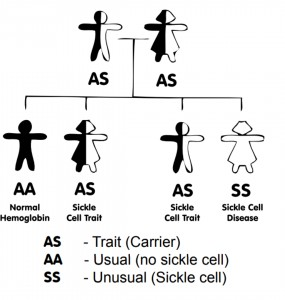 AS AS
AA AS AS SS
Normal Hemoglobin
Sickle Cell Trait
Sickle Cell Trait
Sickle Cell Disease
AS - Trait (Carrier)
AA - Usual (no sickle cell)
SS - Unusual (Sickle cell)